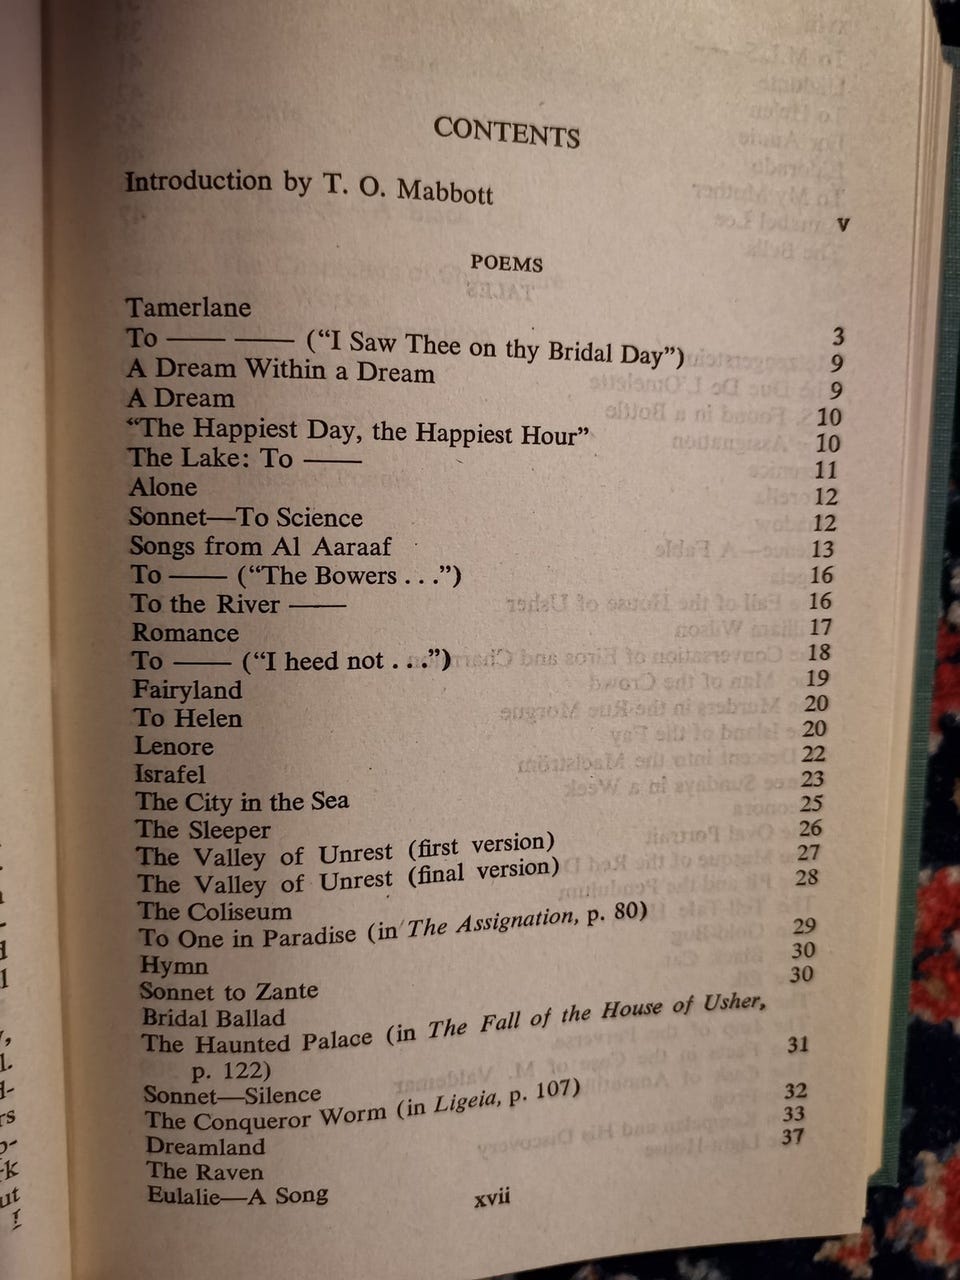 CONTENTS
Introduction by T. O. Mabbott v
POEMS
Tamerlane 3
To —— —— (“I Saw Thee on thy Bridal Day”) 9
A Dream Within a Dream 9
A Dream 10
“The Happiest Day, the Happiest Hour” 10
The Lake: To —— 11
Alone 12
Sonnet—To Science 12
Songs from Al Aaraaf 13
To —— (“The Bowers . . .”) 16
To the River —— 16
Romance 17
To —— (“I heed not . . .”) 18
Fairyland 19
To Helen 20
Lenore 20
Israfel 22
The City in the Sea 23
The Sleeper 25
The Valley of Unrest (first version) 26
The Valley of Unrest (final version) 27
The Coliseum 28
To One in Paradise (in The Assignation, p. 80)
Hymn 29
Sonnet to Zante 30
Bridal Ballad 30
The Haunted Palace (in The Fall of the House of Usher,
p. 122)
Sonnet—Silence 31
The Conqueror Worm (in Ligeia, p. 107)
Dreamland 32
The Raven 33
Eulalie—A Song 37
xvii